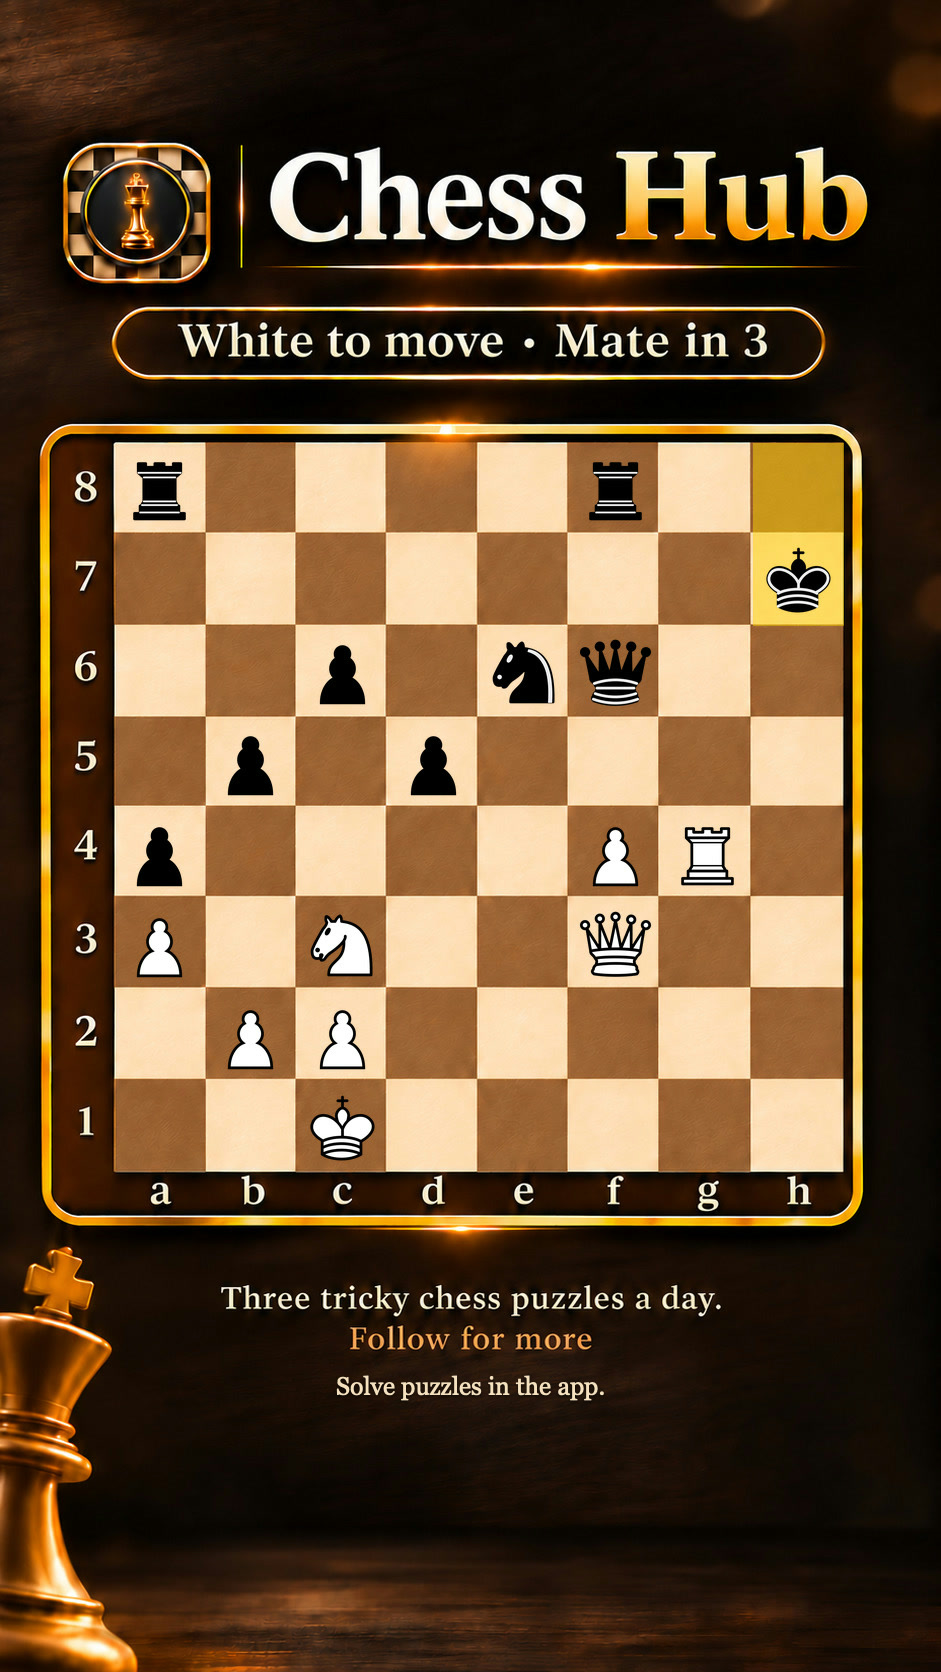 Chess Hub
White to move • Mate in 3
8
7
6
5
4
3
2
1
a b c d e f g h
Three tricky chess puzzles a day.
Follow for more
Solve puzzles in the app.